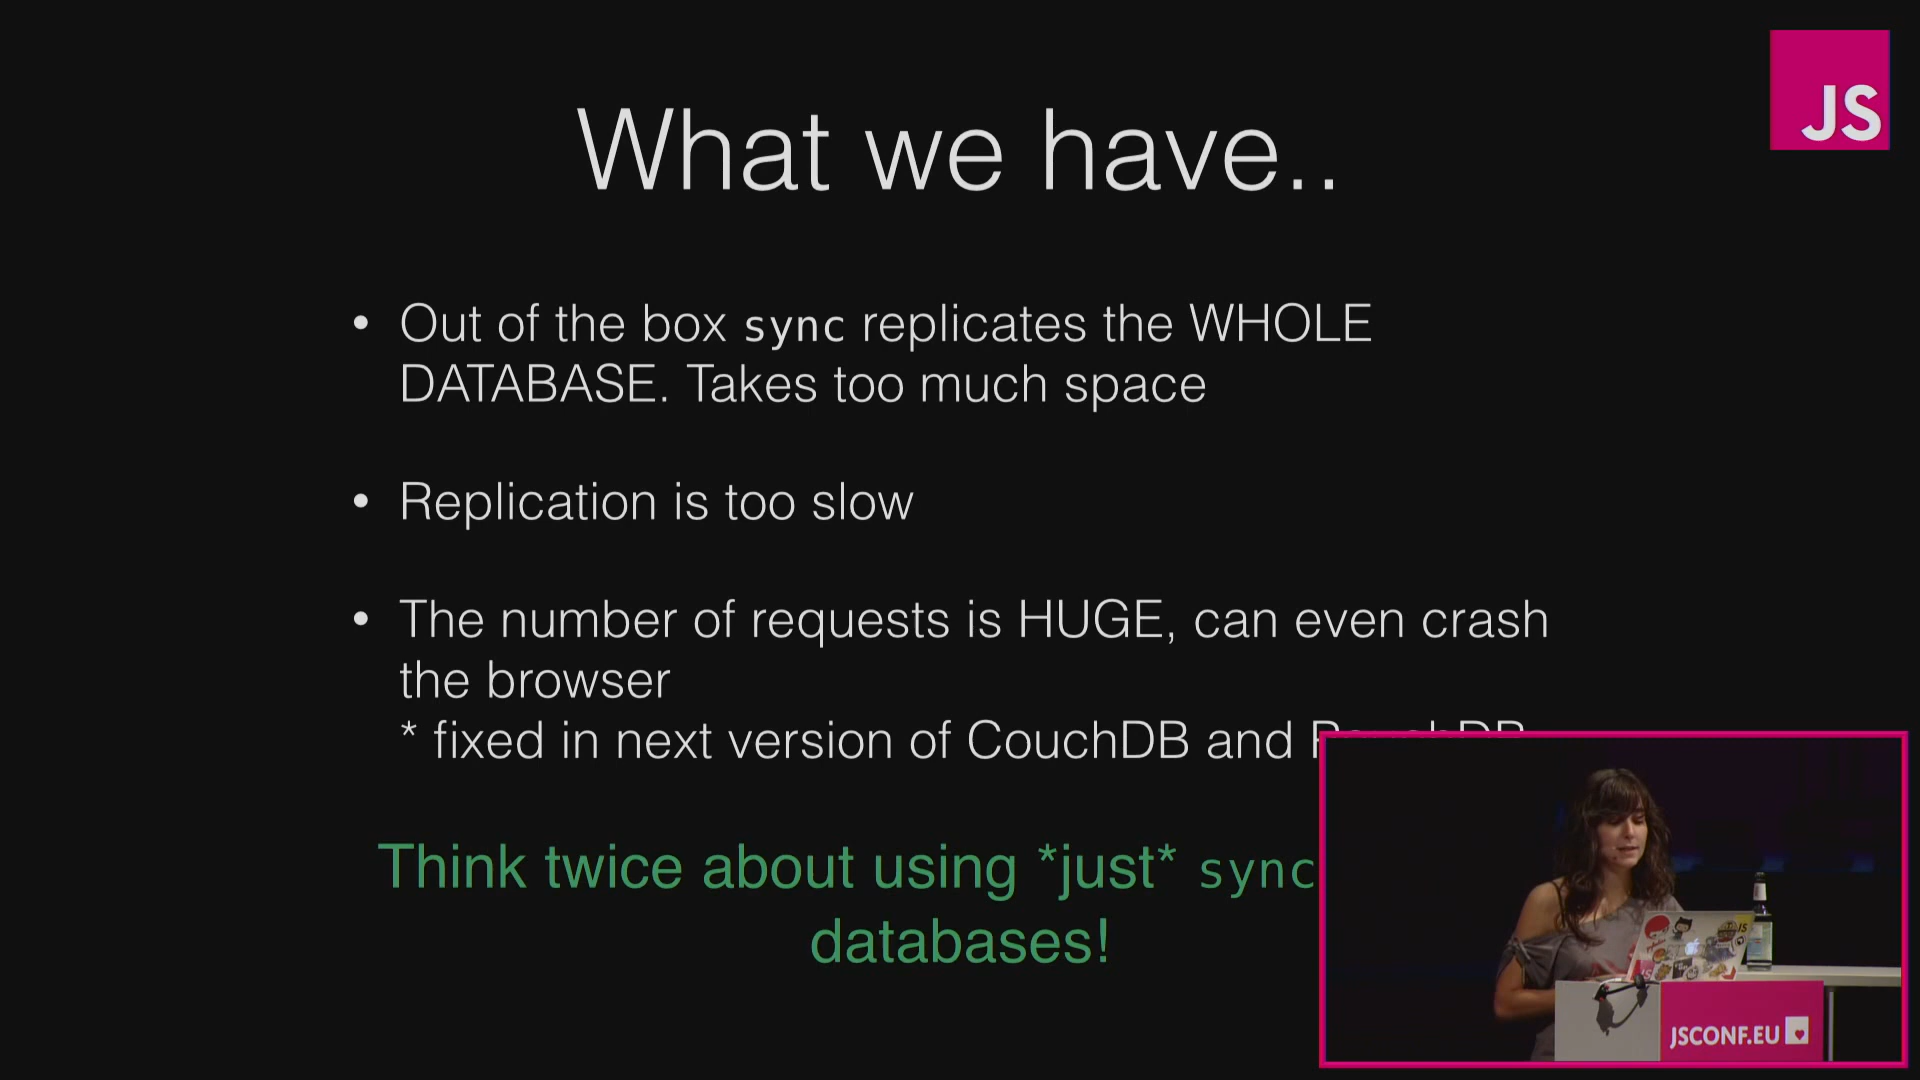 JS
What we have..
• Out of the box sync replicates the WHOLE
DATABASE. Takes too much space
• Replication is too slow
• The number of requests is HUGE, can even crash
the browser
* fixed in next version of CouchDB and PouchDB
Think twice about using *just* sync
databases!
JSCONF.EU